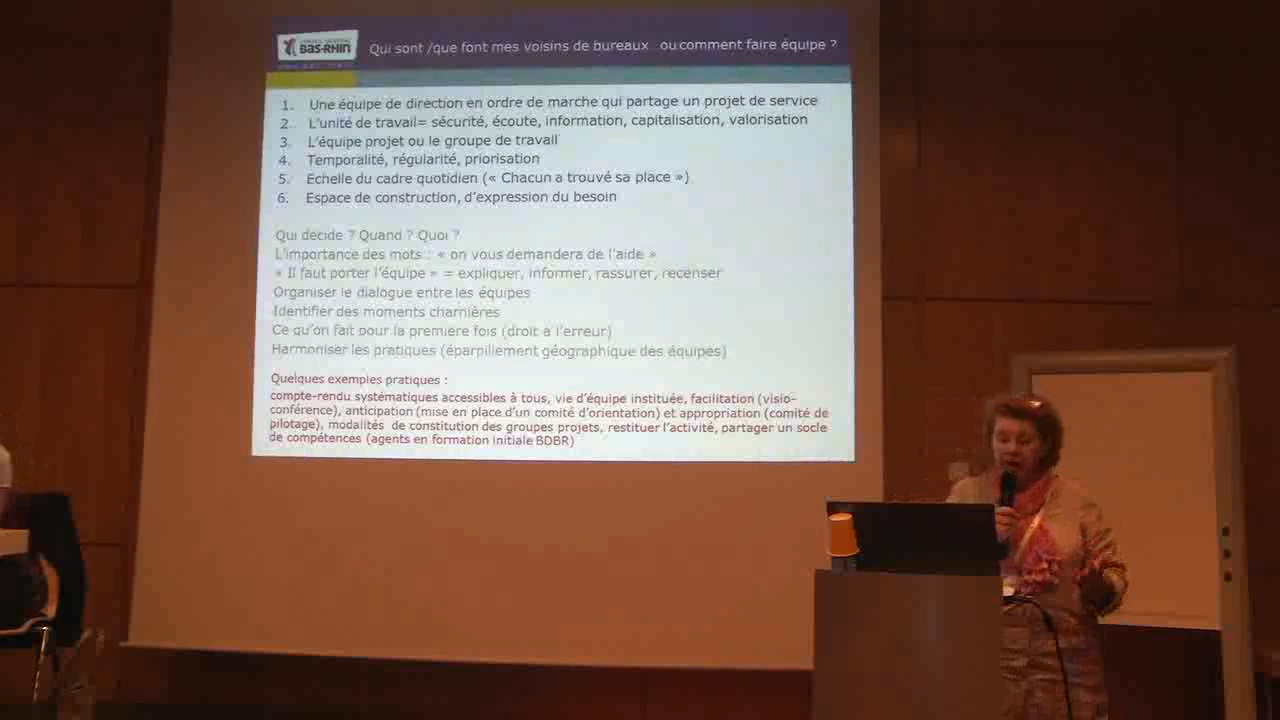 BAS-RHIN
Qui sont /que font mes voisins de bureaux ou comment faire équipe ?
1. Une équipe de direction en ordre de marche qui partage un projet de service
2. L'unité de travail= sécurité, écoute, information, capitalisation, valorisation
3. L'équipe projet ou le groupe de travail
4. Temporalité, régularité, priorisation
5. Echelle du cadre quotidien (« Chacun a trouvé sa place »)
6. Espace de construction, d'expression du besoin
Qui décide ? Quand ? Quoi ?
L'importance des mots : « on vous demandera de l'aide »
« Il faut porter l'équipe » = expliquer, informer, rassurer, recenser
Organiser le dialogue entre les équipes
Identifier des moments charnières
Ce qu'on fait pour la première fois (droit à l'erreur)
Harmoniser les pratiques (éparpillement géographique des équipes)
Quelques exemples pratiques :
compte-rendu systématiques accessibles à tous, vie d'équipe instituée, facilitation (visio-
conférence), anticipation (mise en place d'un comité d'orientation) et appropriation (comité de
pilotage), modalités de constitution des groupes projets, restituer l'activité, partager un socle
de compétences (agents en formation initiale BDBR)